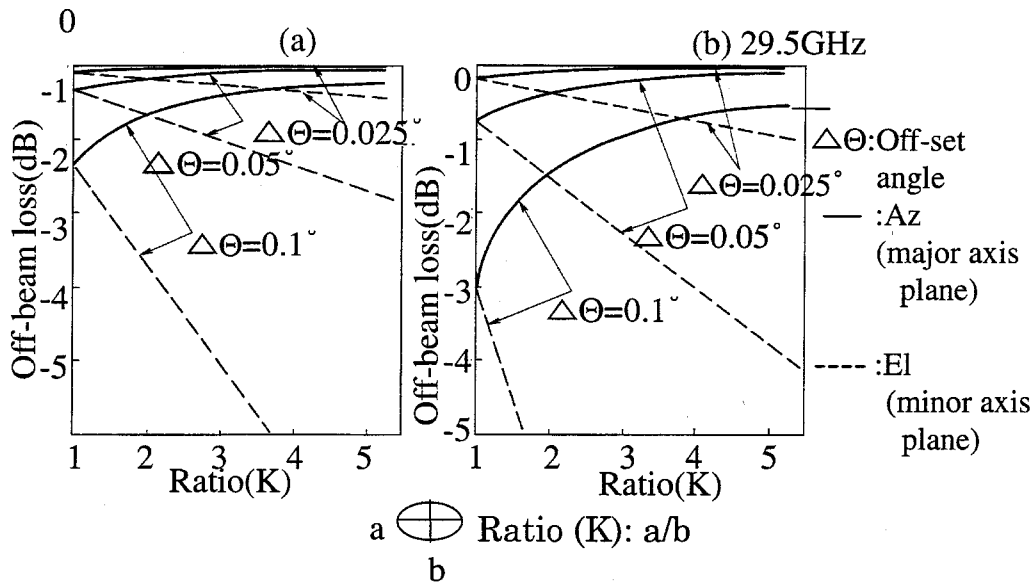 0
(a)
(b) 29.5GHz
-1
-2
-3
-4
-5
Off-beam loss(dB)
△Θ=0.025°
△Θ=0.05°
△Θ=0.1°
1 2 3 4 5
Ratio(K)
0
-1
-2
-3
-4
-5
Off-beam loss(dB)
△Θ=0.025°
△Θ=0.05°
△Θ=0.1°
1 2 3 4 5
Ratio(K)
△Θ:Off-set
angle
:Az
(major axis
plane)
:El
(minor axis
plane)
a
Ratio (K): a/b
b